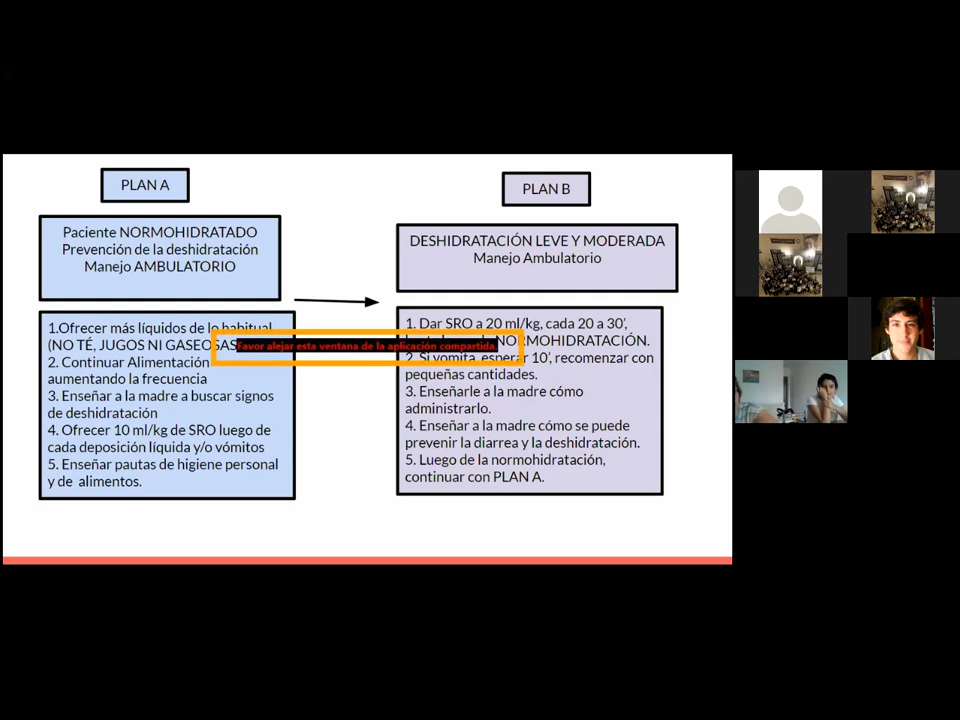 PLAN A
Paciente NORMOHIDRATADO
Prevención de la deshidratación
Manejo AMBULATORIO
1.Ofrecer más líquidos de lo habitual
(NO TÉ, JUGOS NI GASEOSAS
2. Continuar Alimentación
aumentando la frecuencia
3. Enseñar a la madre a buscar signos
de deshidratación
4. Ofrecer 10 ml/kg de SRO luego de
cada deposición líquida y/o vómitos
5. Enseñar pautas de higiene personal
y de alimentos.
Favor alejar esta ventana de la aplicación compartida.
PLAN B
DESHIDRATACIÓN LEVE Y MODERADA
Manejo Ambulatorio
1. Dar SRO a 20 ml/kg, cada 20 a 30’,
NORMOHIDRATACIÓN.
2. Si vomita, esperar 10’, recomenzar con
pequeñas cantidades.
3. Enseñarle a la madre cómo
administrarlo.
4. Enseñar a la madre cómo se puede
prevenir la diarrea y la deshidratación.
5. Luego de la normohidratación,
continuar con PLAN A.